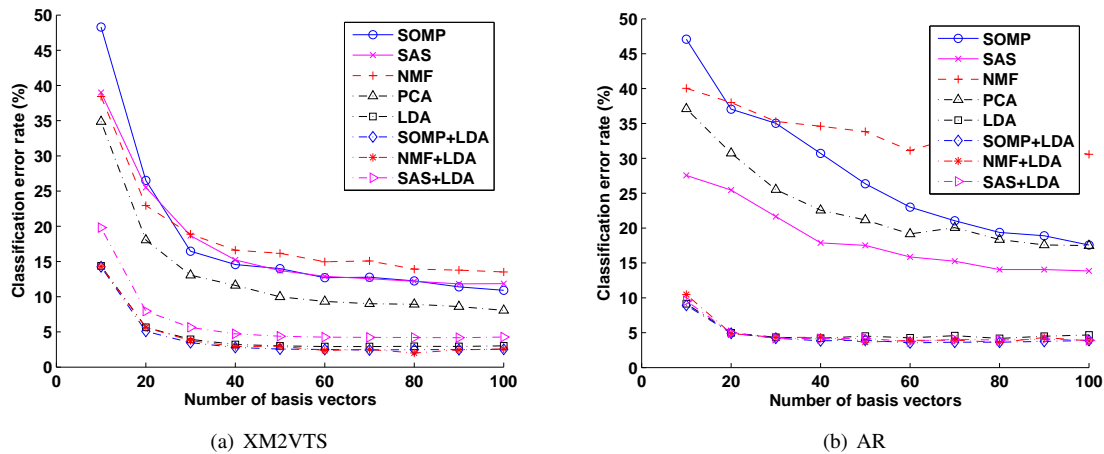 50
45
40
35
30
25
20
15
10
5
0
Classification error rate (%)
0 20 40 60 80 100
Number of basis vectors
SOMP
SAS
NMF
PCA
LDA
SOMP+LDA
NMF+LDA
SAS+LDA
(a) XM2VTS
50
45
40
35
30
25
20
15
10
5
0
Classification error rate (%)
0 20 40 60 80 100
Number of basis vectors
SOMP
SAS
NMF
PCA
LDA
SOMP+LDA
NMF+LDA
SAS+LDA
(b) AR